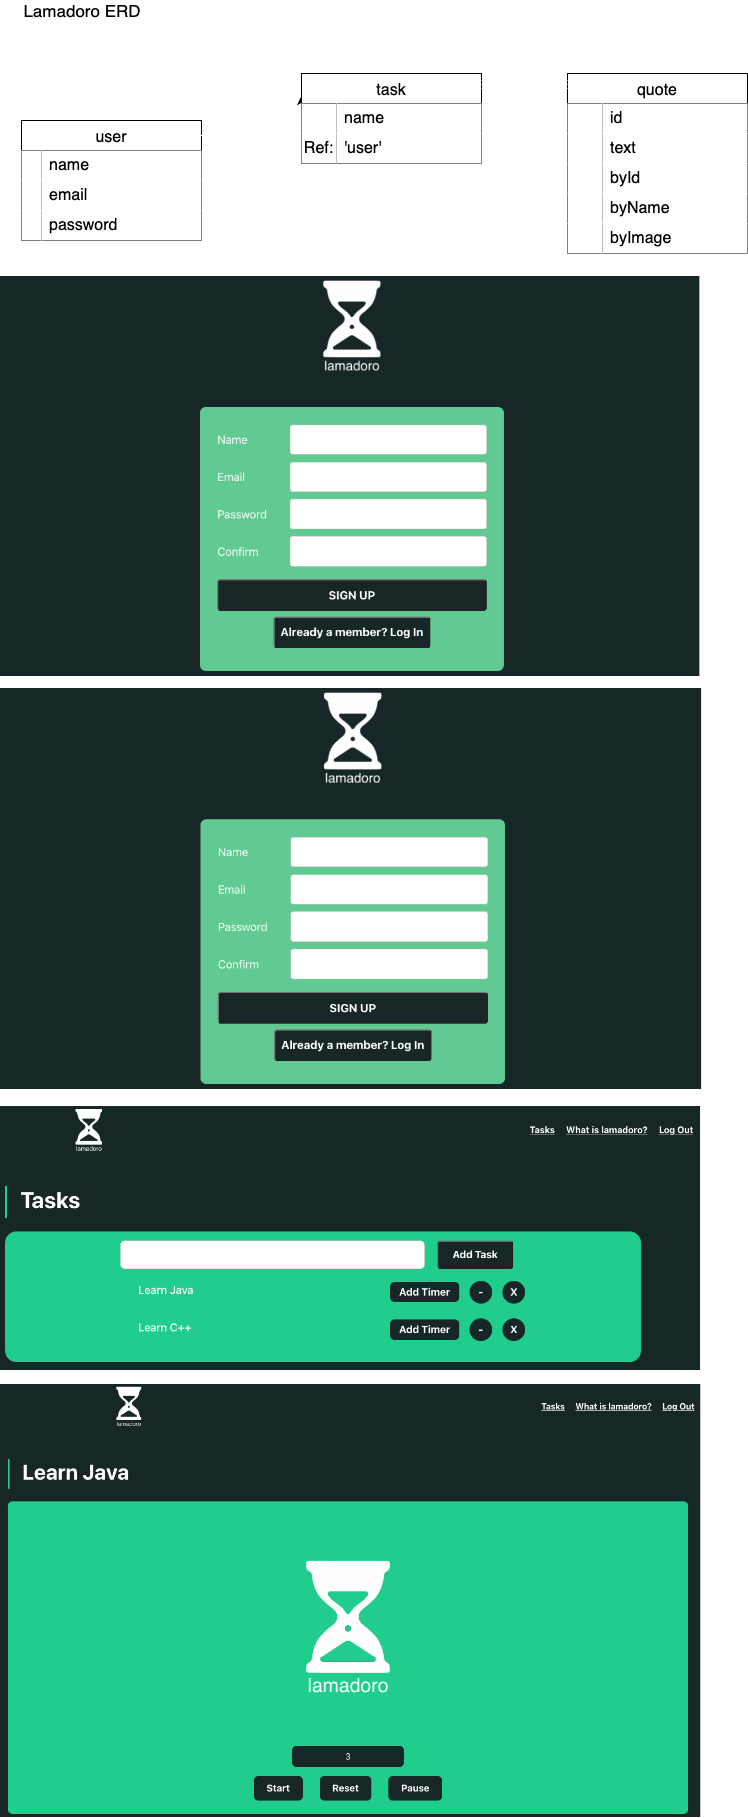 Lamadoro ERD
user
name
email
password
task
name
Ref: 'user'
quote
id
text
byId
byName
byImage
lamadoro
Name
Email
Password
Confirm
SIGN UP
Already a member? Log In
lamadoro
Name
Email
Password
Confirm
SIGN UP
Already a member? Log In
lamadoro
Tasks What is lamadoro? Log Out
Tasks
Add Task
Learn Java Add Timer - X
Learn C++ Add Timer - X
lamadoro
Tasks What is lamadoro? Log Out
Learn Java
lamadoro
3
Start Reset Pause